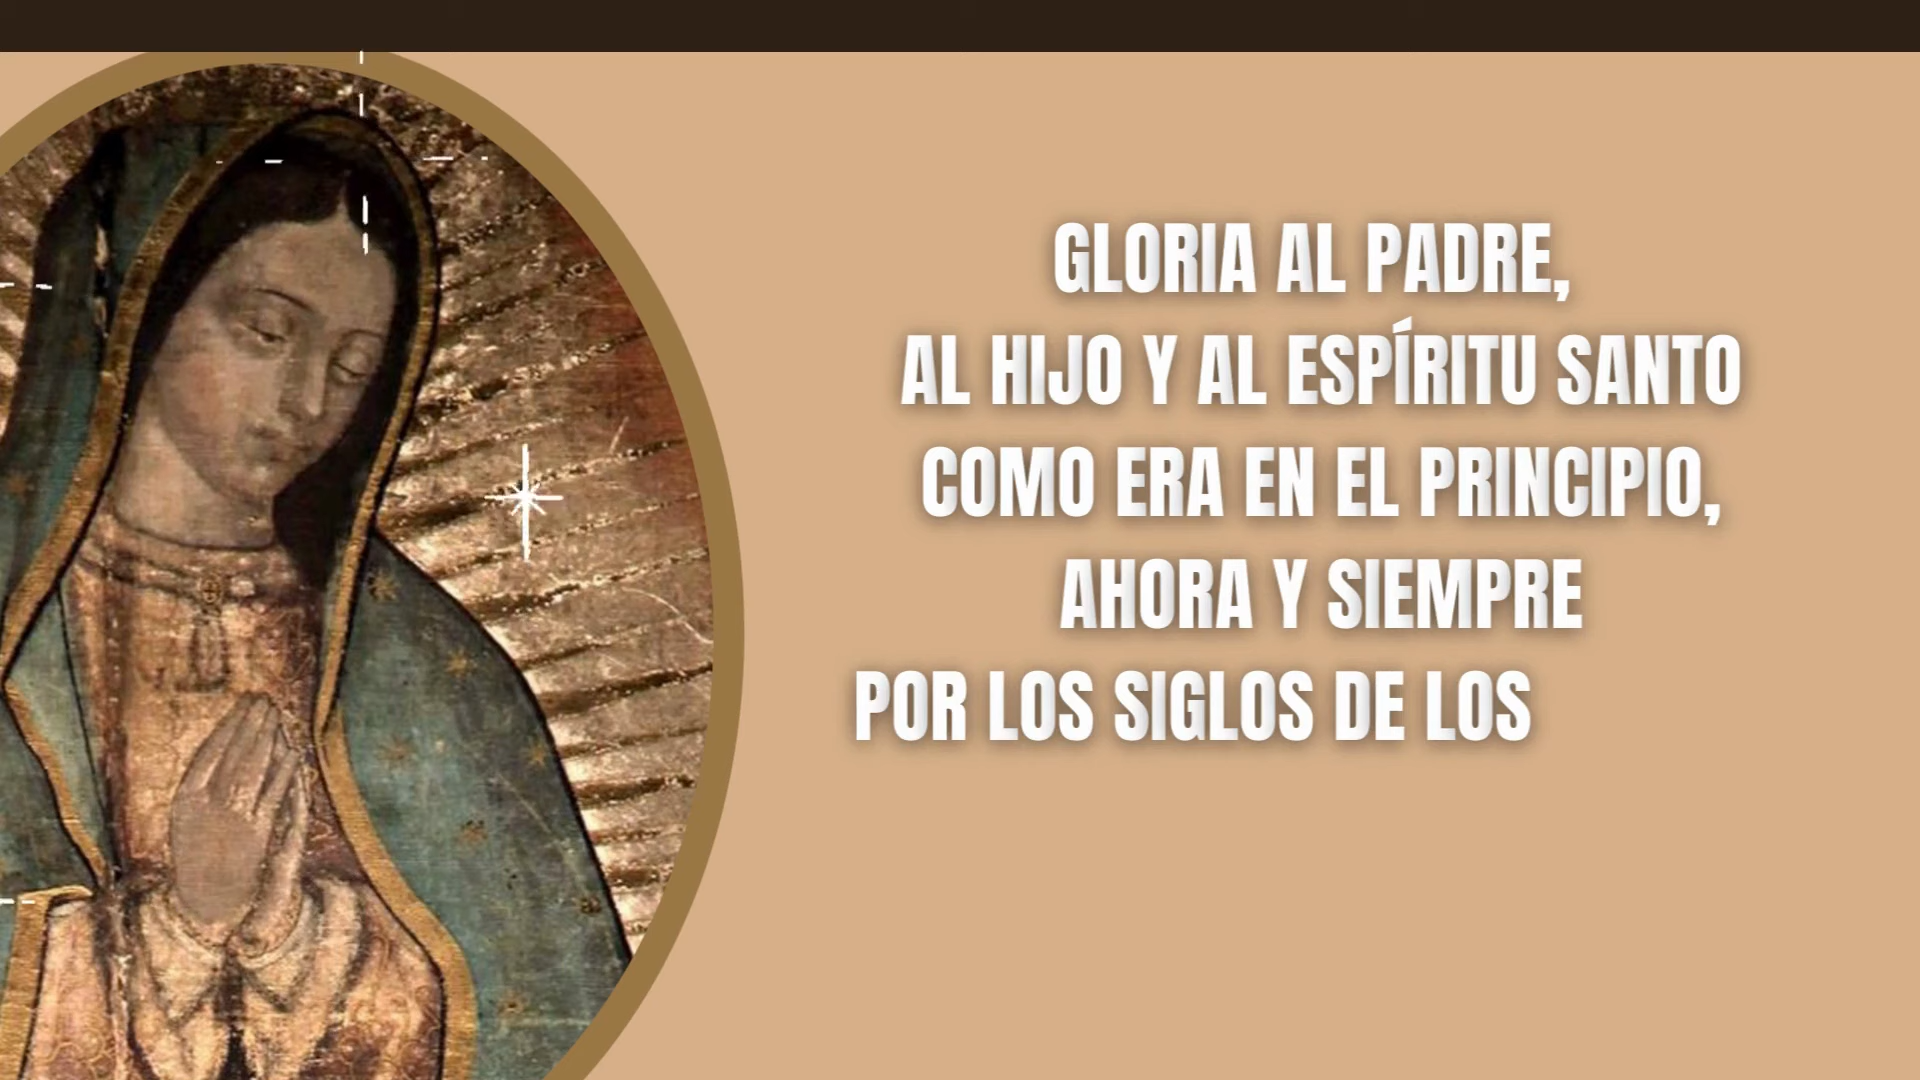 GLORIA AL PADRE,
AL HIJO Y AL ESPÍRITU SANTO
COMO ERA EN EL PRINCIPIO,
AHORA Y SIEMPRE
POR LOS SIGLOS DE LOS